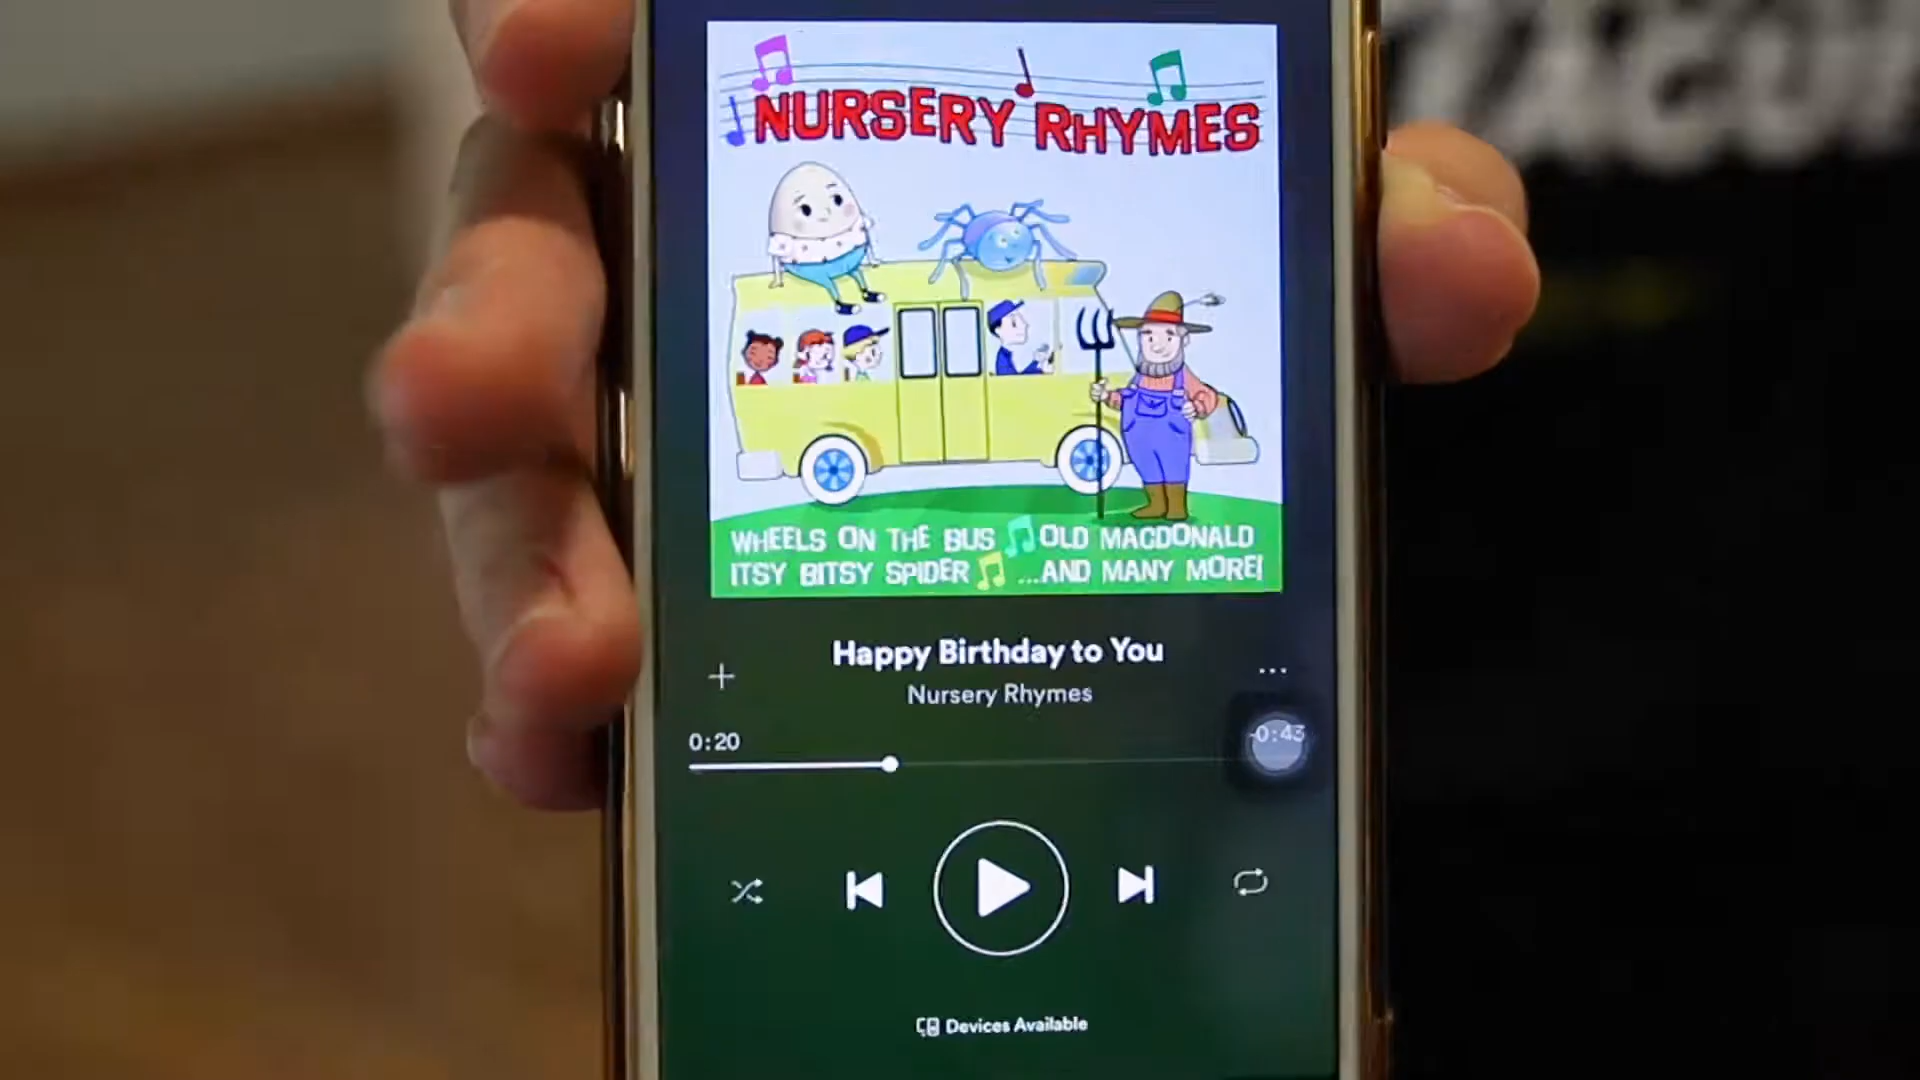 NURSERY RHYMES
WHEELS ON THE BUS OLD MACDONALD
ITSY BITSY SPIDER ...AND MANY MORE!
Happy Birthday to You
Nursery Rhymes
0:20
-0:43
Devices Available